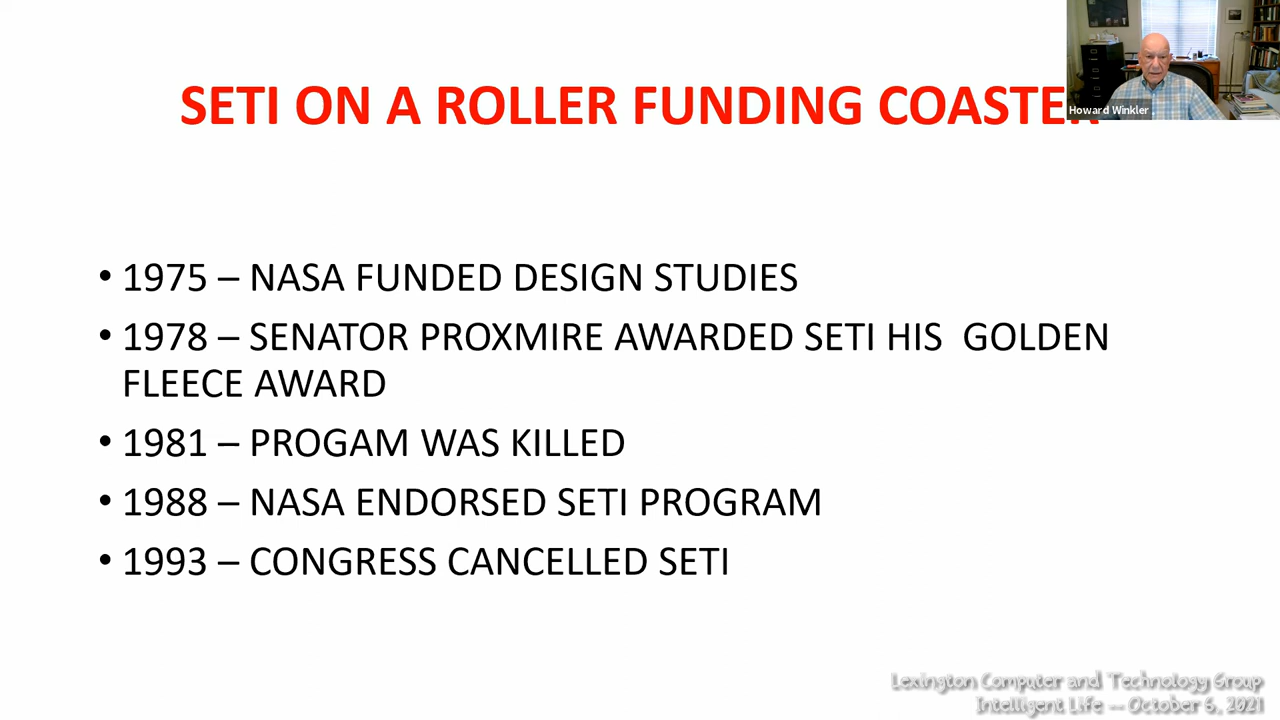 SETI ON A ROLLER FUNDING COASTER
Howard Winkler
• 1975 – NASA FUNDED DESIGN STUDIES
• 1978 – SENATOR PROXMIRE AWARDED SETI HIS  GOLDEN
FLEECE AWARD
• 1981 – PROGAM WAS KILLED
• 1988 – NASA ENDORSED SETI PROGRAM
• 1993 – CONGRESS CANCELLED SETI
Lexington Computer and Technology Group
Intelligent Life -- October 6, 2021